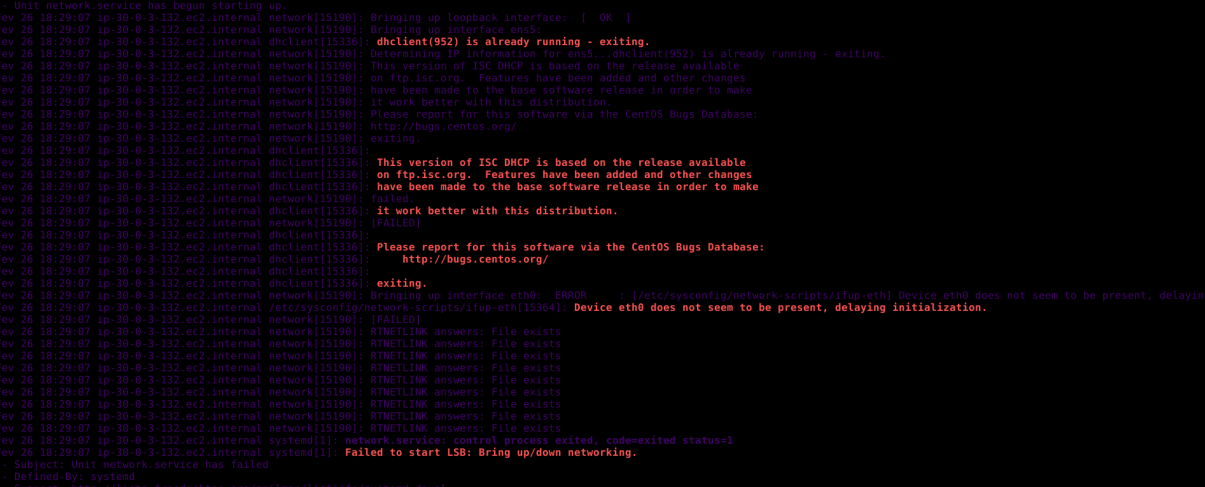 - Unit network.service has begun starting up.
ev 26 18:29:07 ip-30-0-3-132.ec2.internal network[15190]: Bringing up loopback interface:  [  OK  ]
ev 26 18:29:07 ip-30-0-3-132.ec2.internal network[15190]: Bringing up interface ens5:
ev 26 18:29:07 ip-30-0-3-132.ec2.internal dhclient[15336]: dhclient(952) is already running - exiting.
ev 26 18:29:07 ip-30-0-3-132.ec2.internal network[15190]: Determining IP information for ens5...dhclient(952) is already running - exiting.
ev 26 18:29:07 ip-30-0-3-132.ec2.internal network[15190]: This version of ISC DHCP is based on the release available
ev 26 18:29:07 ip-30-0-3-132.ec2.internal network[15190]: on ftp.isc.org.  Features have been added and other changes
ev 26 18:29:07 ip-30-0-3-132.ec2.internal network[15190]: have been made to the base software release in order to make
ev 26 18:29:07 ip-30-0-3-132.ec2.internal network[15190]: it work better with this distribution.
ev 26 18:29:07 ip-30-0-3-132.ec2.internal network[15190]: Please report for this software via the CentOS Bugs Database:
ev 26 18:29:07 ip-30-0-3-132.ec2.internal network[15190]: http://bugs.centos.org/
ev 26 18:29:07 ip-30-0-3-132.ec2.internal network[15190]: exiting.
ev 26 18:29:07 ip-30-0-3-132.ec2.internal dhclient[15336]:
ev 26 18:29:07 ip-30-0-3-132.ec2.internal dhclient[15336]: This version of ISC DHCP is based on the release available
ev 26 18:29:07 ip-30-0-3-132.ec2.internal dhclient[15336]: on ftp.isc.org.  Features have been added and other changes
ev 26 18:29:07 ip-30-0-3-132.ec2.internal dhclient[15336]: have been made to the base software release in order to make
ev 26 18:29:07 ip-30-0-3-132.ec2.internal network[15190]: failed.
ev 26 18:29:07 ip-30-0-3-132.ec2.internal dhclient[15336]: it work better with this distribution.
ev 26 18:29:07 ip-30-0-3-132.ec2.internal network[15190]: [FAILED]
ev 26 18:29:07 ip-30-0-3-132.ec2.internal dhclient[15336]:
ev 26 18:29:07 ip-30-0-3-132.ec2.internal dhclient[15336]: Please report for this software via the CentOS Bugs Database:
ev 26 18:29:07 ip-30-0-3-132.ec2.internal dhclient[15336]:     http://bugs.centos.org/
ev 26 18:29:07 ip-30-0-3-132.ec2.internal dhclient[15336]:
ev 26 18:29:07 ip-30-0-3-132.ec2.internal dhclient[15336]: exiting.
ev 26 18:29:07 ip-30-0-3-132.ec2.internal network[15190]: Bringing up interface eth0:  ERROR     : [/etc/sysconfig/network-scripts/ifup-eth] Device eth0 does not seem to be present, delayin
ev 26 18:29:07 ip-30-0-3-132.ec2.internal /etc/sysconfig/network-scripts/ifup-eth[15364]: Device eth0 does not seem to be present, delaying initialization.
ev 26 18:29:07 ip-30-0-3-132.ec2.internal network[15190]: [FAILED]
ev 26 18:29:07 ip-30-0-3-132.ec2.internal network[15190]: RTNETLINK answers: File exists
ev 26 18:29:07 ip-30-0-3-132.ec2.internal network[15190]: RTNETLINK answers: File exists
ev 26 18:29:07 ip-30-0-3-132.ec2.internal network[15190]: RTNETLINK answers: File exists
ev 26 18:29:07 ip-30-0-3-132.ec2.internal network[15190]: RTNETLINK answers: File exists
ev 26 18:29:07 ip-30-0-3-132.ec2.internal network[15190]: RTNETLINK answers: File exists
ev 26 18:29:07 ip-30-0-3-132.ec2.internal network[15190]: RTNETLINK answers: File exists
ev 26 18:29:07 ip-30-0-3-132.ec2.internal network[15190]: RTNETLINK answers: File exists
ev 26 18:29:07 ip-30-0-3-132.ec2.internal network[15190]: RTNETLINK answers: File exists
ev 26 18:29:07 ip-30-0-3-132.ec2.internal network[15190]: RTNETLINK answers: File exists
ev 26 18:29:07 ip-30-0-3-132.ec2.internal systemd[1]: network.service: control process exited, code=exited status=1
ev 26 18:29:07 ip-30-0-3-132.ec2.internal systemd[1]: Failed to start LSB: Bring up/down networking.
- Subject: Unit network.service has failed
- Defined-By: systemd